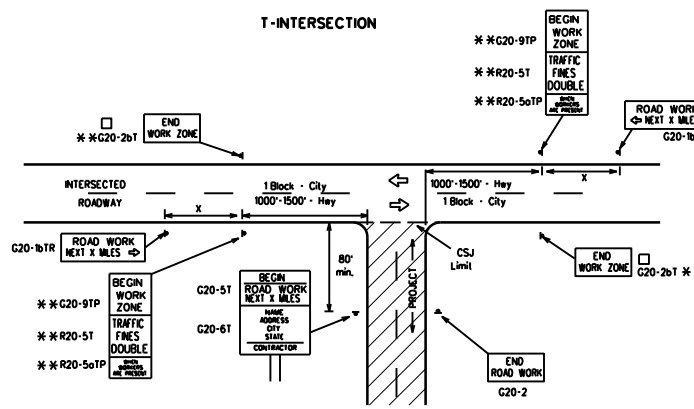 T-INTERSECTION
* *G20-9TP
BEGIN
WORK
ZONE
* *R20-5T
TRAFFIC
FINES
DOUBLE
* *R20-5aTP
WHEN
WORKERS
ARE PRESENT
ROAD WORK
⇦ NEXT X MILES
G20-1b
* *G20-2bT
END
WORK ZONE
INTERSECTED
ROADWAY
1 Block - City
1000'-1500' - Hwy
1000'-1500' - Hwy
1 Block - City
X
X
G20-1bTR
ROAD WORK
NEXT X MILES ⇨
80'
min.
CSJ
Limit
PROJECT
END
WORK ZONE
G20-2bT *
* *G20-9TP
BEGIN
WORK
ZONE
* *R20-5T
TRAFFIC
FINES
DOUBLE
* *R20-5aTP
WHEN
WORKERS
ARE PRESENT
G20-5T
BEGIN
ROAD WORK
NEXT X MILES
G20-6T
NAME
ADDRESS
CITY
STATE
CONTRACTOR
END
ROAD WORK
G20-2